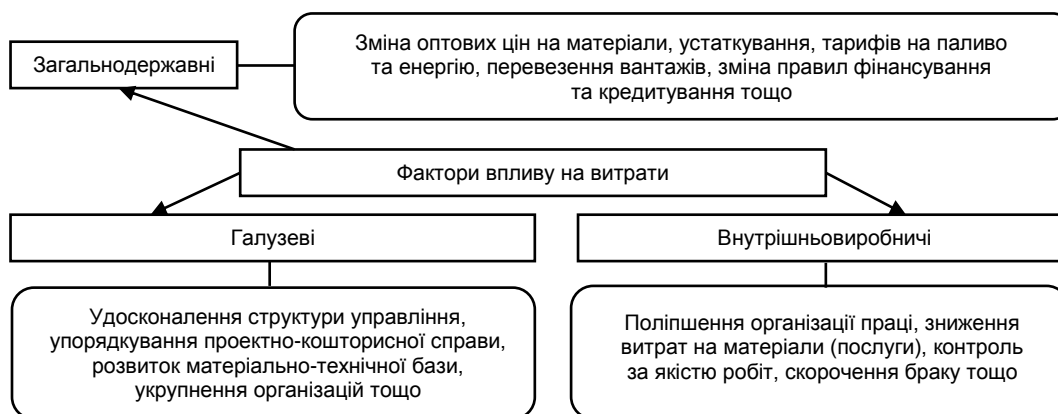 Загальнодержавні
Зміна оптових цін на матеріали, устаткування, тарифів на паливо
та енергію, перевезення вантажів, зміна правил фінансування
та кредитування тощо
Фактори впливу на витрати
Галузеві
Внутрішньовиробничі
Удосконалення структури управління,
упорядкування проектно-кошторисної справи,
розвиток матеріально-технічної бази,
укрупнення організацій тощо
Поліпшення організації праці, зниження
витрат на матеріали (послуги), контроль
за якістю робіт, скорочення браку тощо